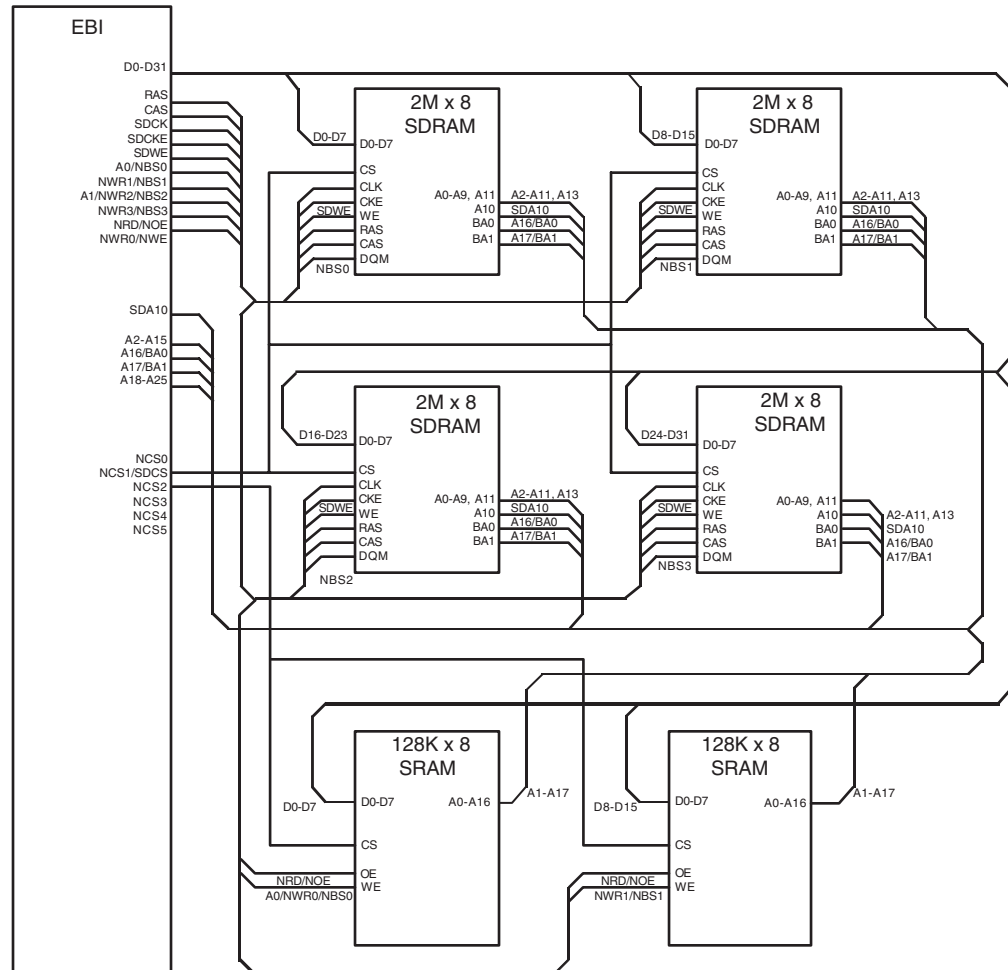 EBI
D0-D31
RAS
CAS
SDCK
SDCKE
SDWE
A0/NBS0
NWR1/NBS1
A1/NWR2/NBS2
NWR3/NBS3
NRD/NOE
NWR0/NWE
SDA10
A2-A15
A16/BA0
A17/BA1
A18-A25
NCS0
NCS1/SDCS
NCS2
NCS3
NCS4
NCS5
2M x 8
SDRAM
D0-D7
D0-D7
CS
CLK
CKE
SDWE
WE
RAS
CAS
DQM
NBS0
A0-A9, A11
A10
BA0
BA1
A2-A11, A13
SDA10
A16/BA0
A17/BA1
2M x 8
SDRAM
D8-D15
D0-D7
CS
CLK
CKE
SDWE
WE
RAS
CAS
DQM
NBS1
A0-A9, A11
A10
BA0
BA1
A2-A11, A13
SDA10
A16/BA0
A17/BA1
2M x 8
SDRAM
D16-D23
D0-D7
CS
CLK
CKE
SDWE
WE
RAS
CAS
DQM
NBS2
A0-A9, A11
A10
BA0
BA1
A2-A11, A13
SDA10
A16/BA0
A17/BA1
2M x 8
SDRAM
D24-D31
D0-D7
CS
CLK
CKE
SDWE
WE
RAS
CAS
DQM
NBS3
A0-A9, A11
A10
BA0
BA1
A2-A11, A13
SDA10
A16/BA0
A17/BA1
128K x 8
SRAM
D0-D7
D0-D7
CS
OE
WE
NRD/NOE
A0/NWR0/NBS0
A0-A16
A1-A17
128K x 8
SRAM
D8-D15
D0-D7
CS
OE
WE
NRD/NOE
NWR1/NBS1
A0-A16
A1-A17